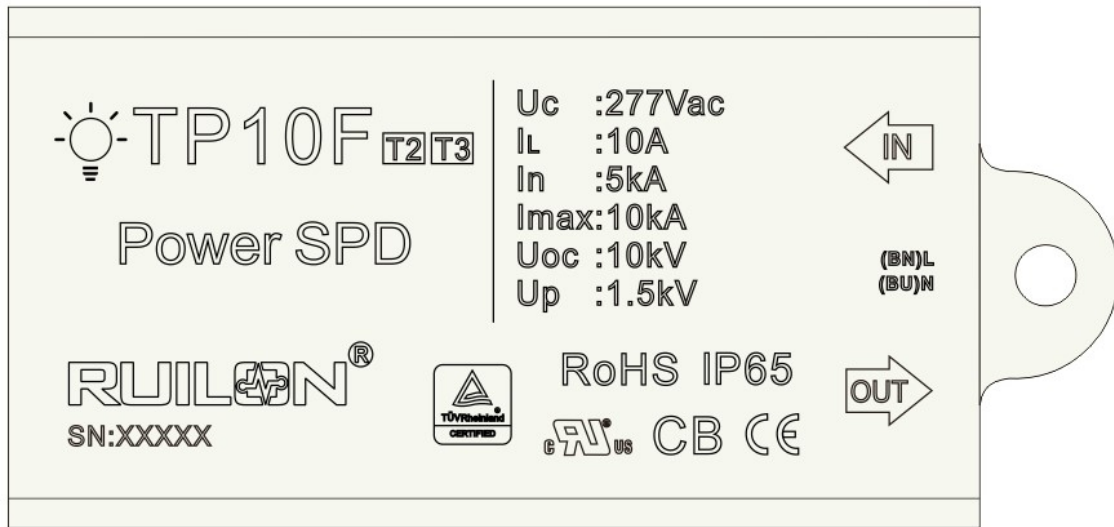 TP10F T2 T3
Power SPD
Uc :277Vac
IL :10A
In :5kA
Imax:10kA
Uoc :10kV
Up :1.5kV
IN
(BN)L
(BU)N
RUILON®
SN:XXXXX
TÜVRheinland®
CERTIFIED
RoHS IP65
c RU® US CB CE
OUT